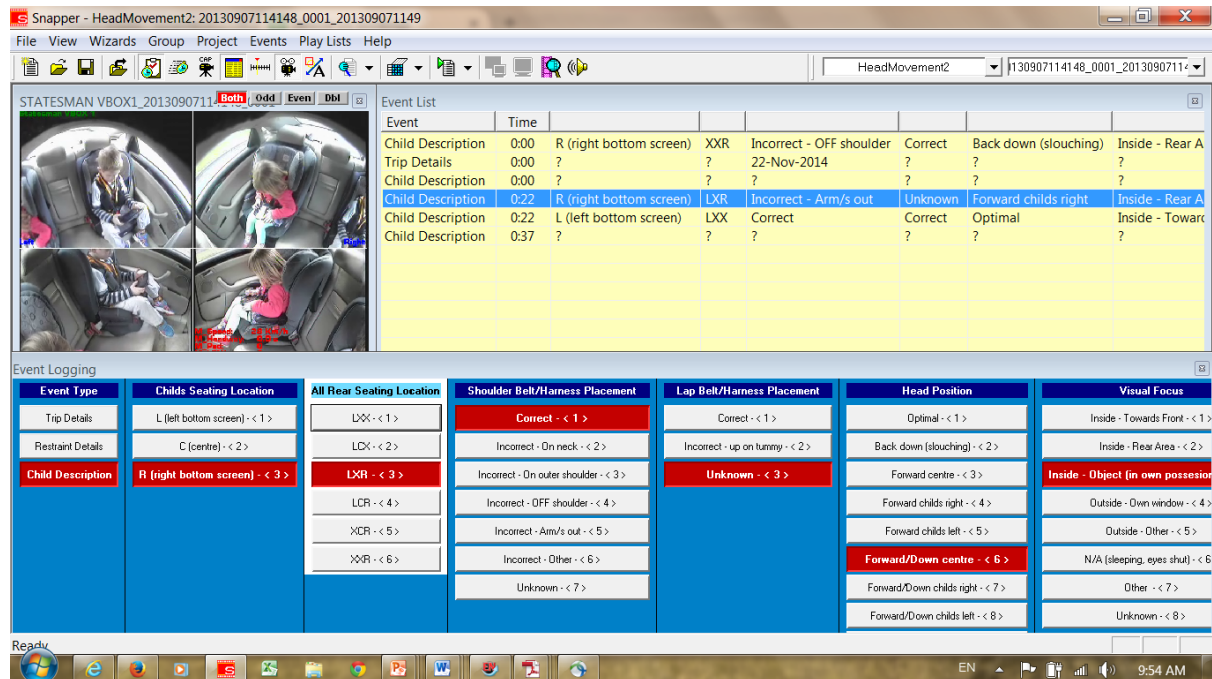 Snapper - HeadMovement2: 20130907114148_0001_201309071149
File View Wizards Group Project Events Play Lists Help
HeadMovement2
STATESMAN VBOX1_2013090711
Both Odd Even Dbl
Event List
Event Time
Child Description 0:00 R (right bottom screen) XXR Incorrect - OFF shoulder Correct Back down (slouching) Inside - Rear A
Trip Details 0:00 ? ? 22-Nov-2014 ? ? ?
Child Description 0:00 ? ? ? ? ? ?
Child Description 0:22 R (right bottom screen) LXR Incorrect - Arm/s out Unknown Forward childs right Inside - Rear A
Child Description 0:22 L (left bottom screen) LXX Correct Correct Optimal Inside - Toward
Child Description 0:37 ? ? ? ? ? ?
Left
Right
Event Logging
Event Type
Trip Details
Restraint Details
Child Description
Childs Seating Location
L (left bottom screen) - < 1 >
C (centre) - < 2 >
R (right bottom screen) - < 3 >
All Rear Seating Location
LXX - < 1 >
LCX - < 2 >
LXR - < 3 >
LCR - < 4 >
XCR - < 5 >
XXR - < 6 >
Shoulder Belt/Harness Placement
Correct - < 1 >
Incorrect - On neck - < 2 >
Incorrect - On outer shoulder - < 3 >
Incorrect - OFF shoulder - < 4 >
Incorrect - Arm/s out - < 5 >
Incorrect - Other - < 6 >
Unknown - < 7 >
Lap Belt/Harness Placement
Correct - < 1 >
Incorrect - up on tummy - < 2 >
Unknown - < 3 >
Head Position
Optimal - < 1 >
Back down (slouching) - < 2 >
Forward centre - < 3 >
Forward childs right - < 4 >
Forward childs left - < 5 >
Forward/Down centre - < 6 >
Forward/Down childs right - < 7 >
Forward/Down childs left - < 8 >
Visual Focus
Inside - Towards Front - < 1 >
Inside - Rear Area - < 2 >
Inside - Object (in own possesion
Outside - Own window - < 4 >
Outside - Other - < 5 >
N/A (sleeping, eyes shut) - < 6
Other - < 7 >
Unknown - < 8 >
Ready
EN
9:54 AM